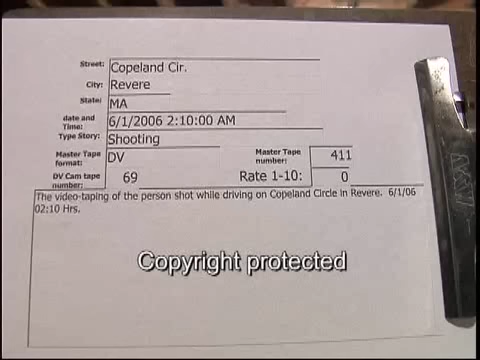 Street: Copeland Cir.
City: Revere
State: MA
date and Time: 6/1/2006 2:10:00 AM
Type Story: Shooting
Master Tape format: DV Master Tape number: 411
DV Cam tape number: 69 Rate 1-10: 0
The video-taping of the person shot while driving on Copeland Circle in Revere. 6/1/06
02:10 Hrs.
Copyright protected